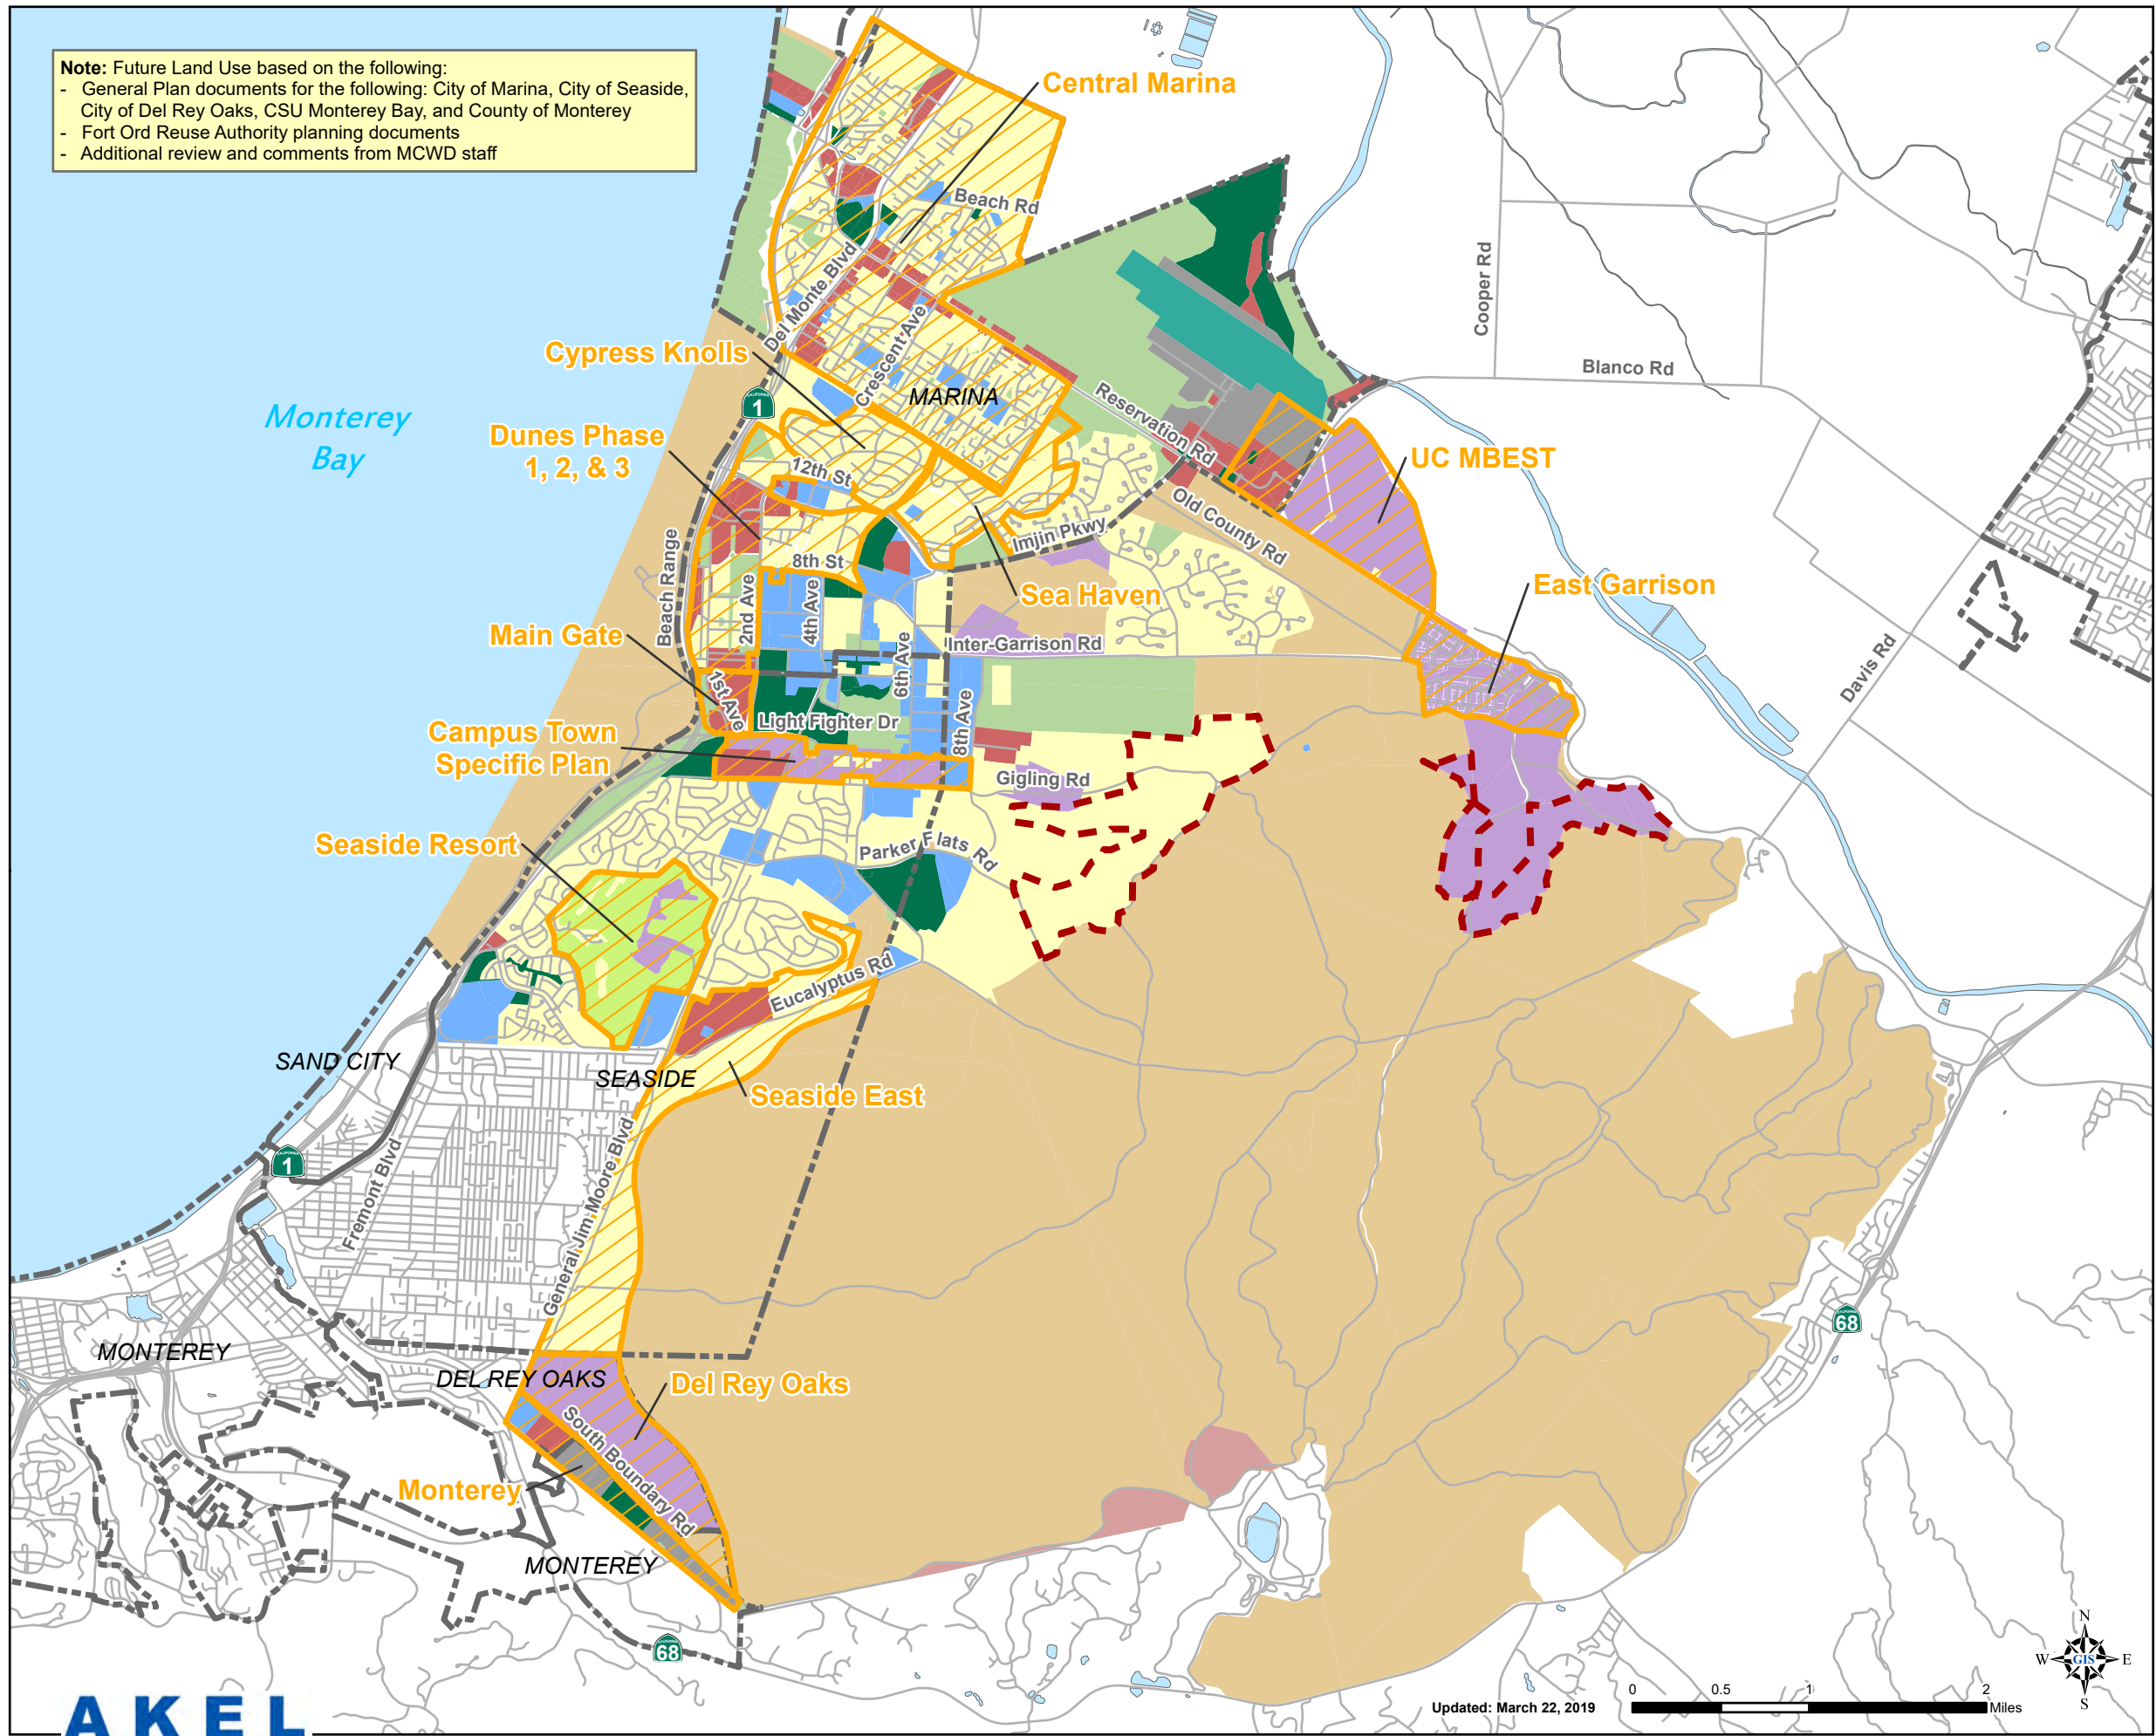 Note: Future Land Use based on the following:
- General Plan documents for the following: City of Marina, City of Seaside,
City of Del Rey Oaks, CSU Monterey Bay, and County of Monterey
- Fort Ord Reuse Authority planning documents
- Additional review and comments from MCWD staff
Central Marina
Beach Rd
Del Monte Blvd
Cooper Rd
Crescent Ave
Cypress Knolls
Blanco Rd
MARINA
CALIFORNIA
1
Monterey
Bay
Reservation Rd
Dunes Phase
1, 2, & 3
12th St
UC MBEST
Old County Rd
Imjin Pkwy
Beach Range
8th St
2nd Ave
4th Ave
Sea Haven
East Garrison
Main Gate
6th Ave
Inter-Garrison Rd
Davis Rd
1st Ave
Light Fighter Dr
8th Ave
Campus Town
Specific Plan
Gigling Rd
Seaside Resort
Parker Flats Rd
Eucalyptus Rd
SAND CITY
SEASIDE
Seaside East
CALIFORNIA
1
Fremont Blvd
General Jim Moore Blvd
CALIFORNIA
68
MONTEREY
DEL REY OAKS
Del Rey Oaks
South Boundary Rd
Monterey
MONTEREY
CALIFORNIA
68
N
W GIS E
S
AKEL
Updated: March 22, 2019
0 0.5 1 2
Miles